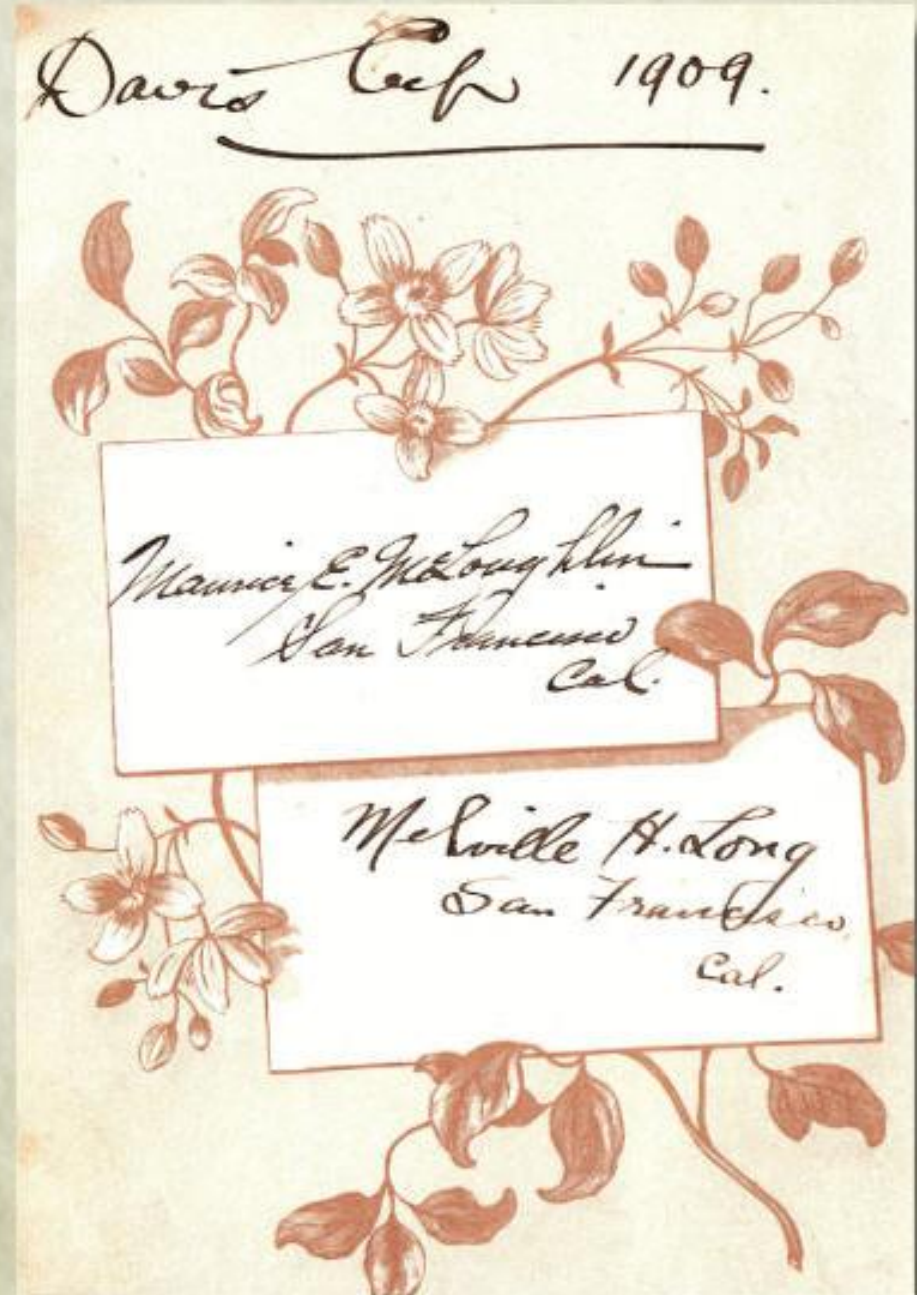 Davis Cup 1909.
Maurice E. McLoughlin
San Francisco
Cal.
Melville H. Long
San Francisco
Cal.